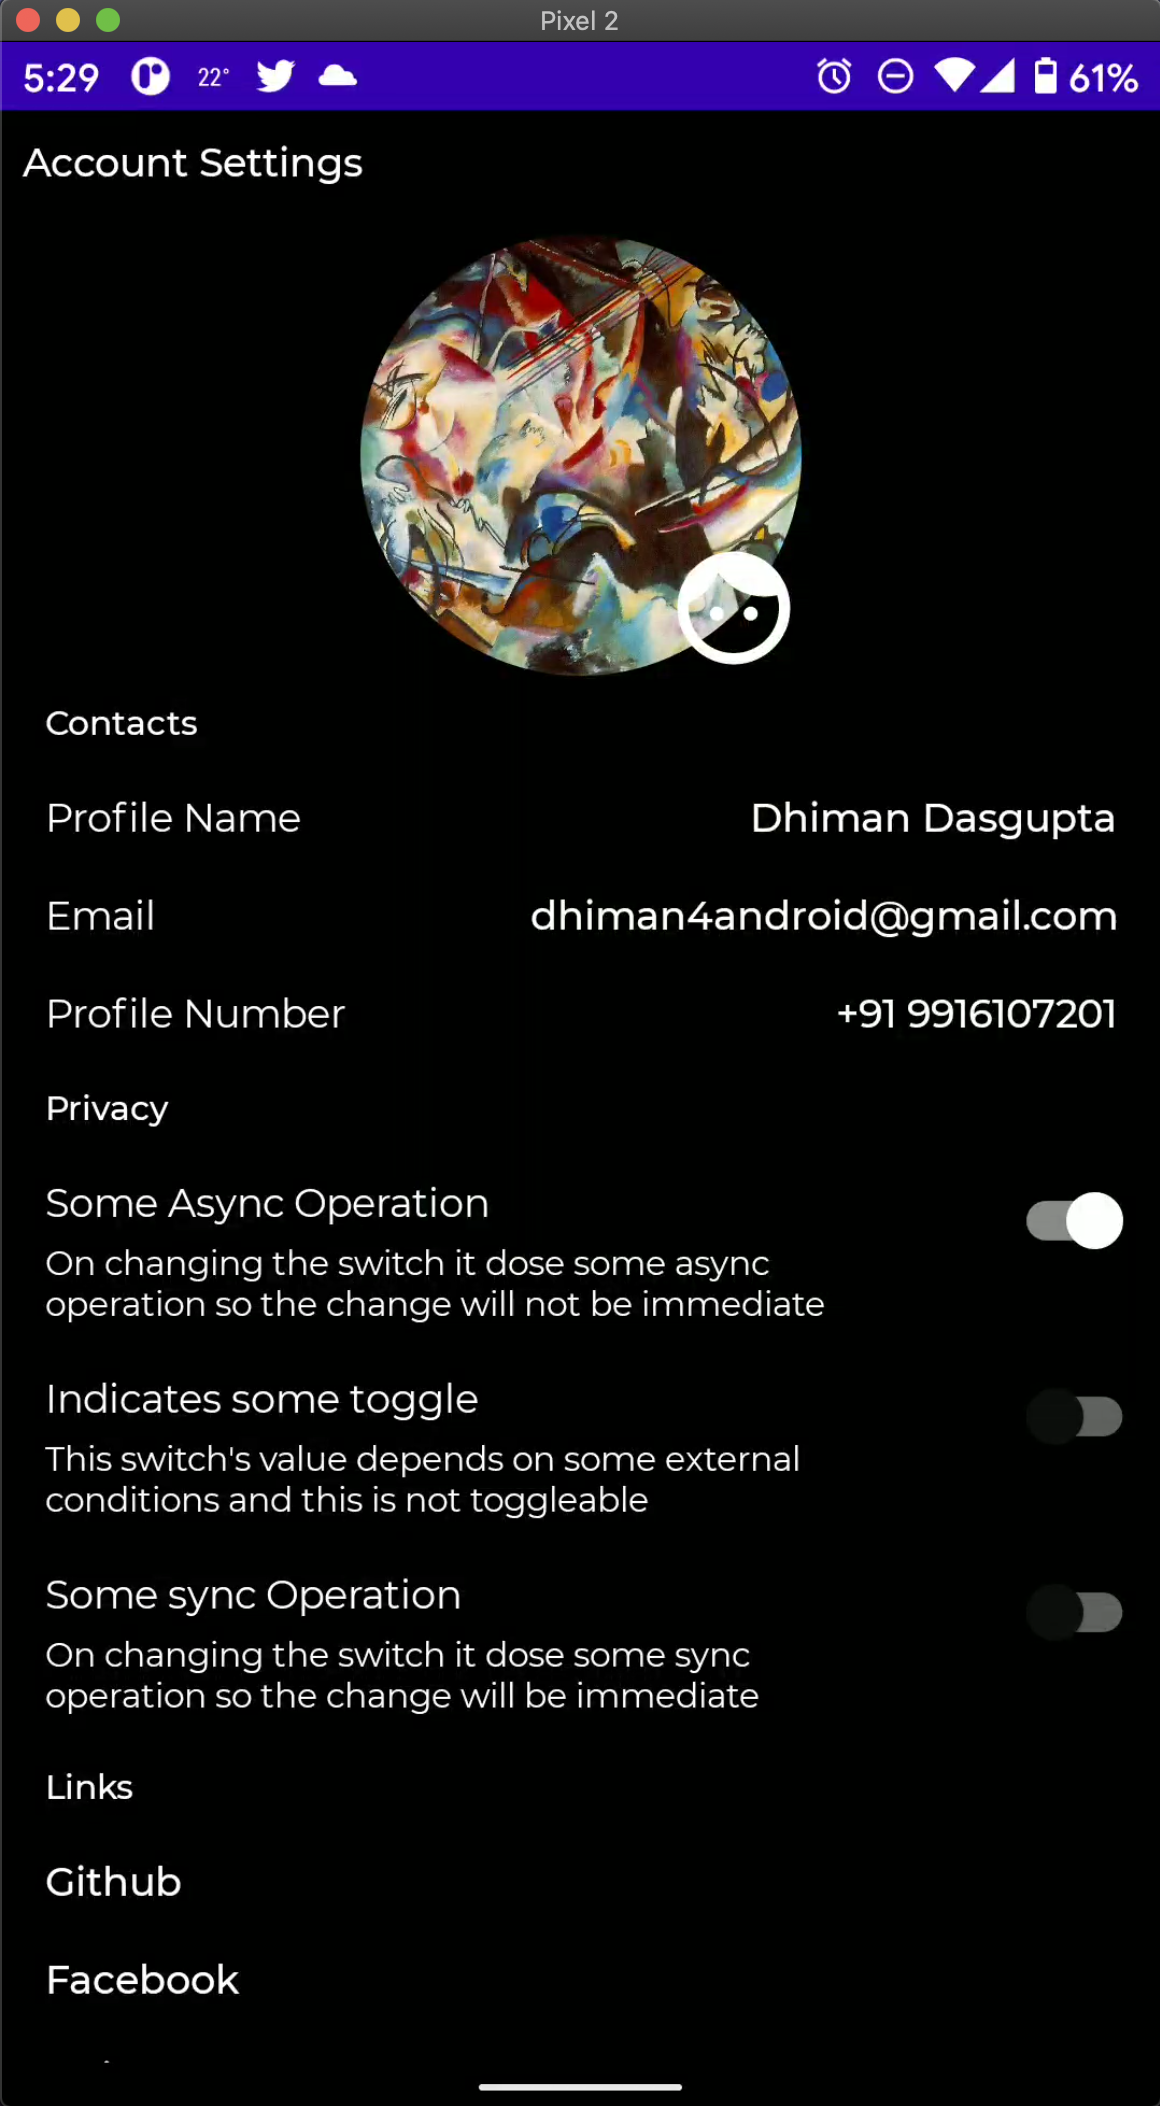 Pixel 2
5:29 22° 61%
Account Settings
Contacts
Profile Name Dhiman Dasgupta
Email dhiman4android@gmail.com
Profile Number +91 9916107201
Privacy
Some Async Operation
On changing the switch it dose some async
operation so the change will not be immediate
Indicates some toggle
This switch's value depends on some external
conditions and this is not toggleable
Some sync Operation
On changing the switch it dose some sync
operation so the change will be immediate
Links
Github
Facebook